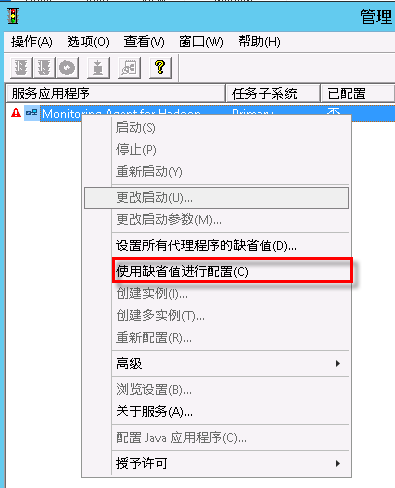 管理
操作(A) 选项(O) 查看(V) 窗口(W) 帮助(H)
服务应用程序 任务子系统 已配置
Monitoring Agent for Hadoop Primary 否
启动(S)
停止(P)
重新启动(Y)
更改启动(U)...
更改启动参数(M)...
设置所有代理程序的缺省值(D)...
使用缺省值进行配置(C)
创建实例(I)...
创建多实例(T)...
重新配置(R)...
高级
浏览设置(B)...
关于服务(A)...
配置 Java 应用程序(C)...
授予许可